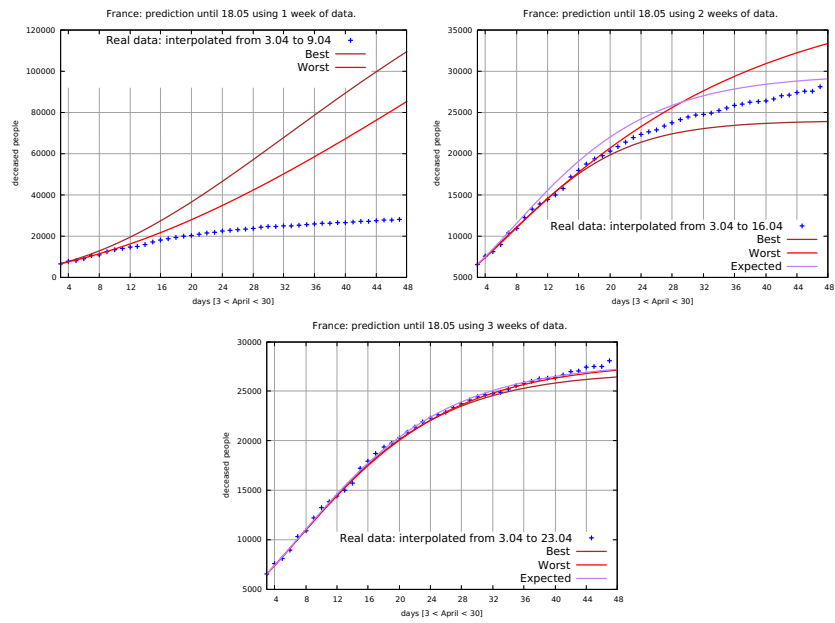 France: prediction until 18.05 using 1 week of data.
120000
100000
80000
60000
40000
20000
0
deceased people
Real data: interpolated from 3.04 to 9.04
Best
Worst
4 8 12 16 20 24 28 32 36 40 44 48
days [3 < April < 30]
France: prediction until 18.05 using 2 weeks of data.
35000
30000
25000
20000
15000
10000
5000
deceased people
Real data: interpolated from 3.04 to 16.04
Best
Worst
Expected
4 8 12 16 20 24 28 32 36 40 44 48
days [3 < April < 30]
France: prediction until 18.05 using 3 weeks of data.
30000
25000
20000
15000
10000
5000
deceased people
Real data: interpolated from 3.04 to 23.04
Best
Worst
Expected
4 8 12 16 20 24 28 32 36 40 44 48
days [3 < April < 30]